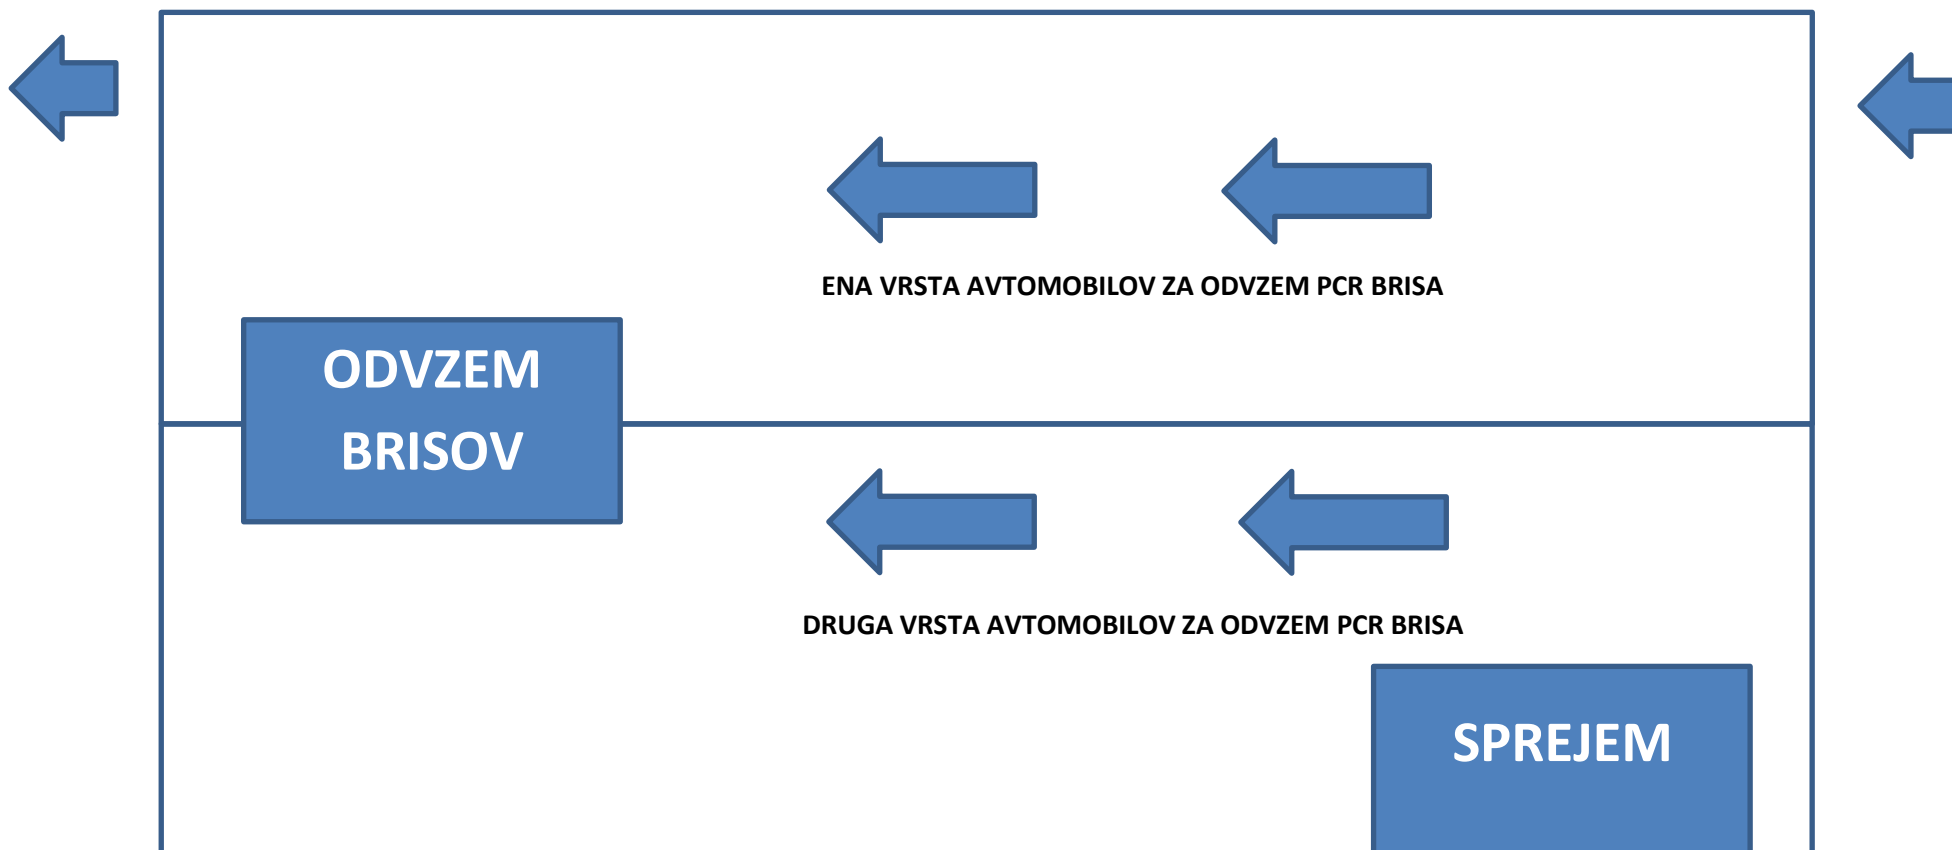 ENA VRSTA AVTOMOBILOV ZA ODVZEM PCR BRISA
ODVZEM
BRISOV
DRUGA VRSTA AVTOMOBILOV ZA ODVZEM PCR BRISA
SPREJEM